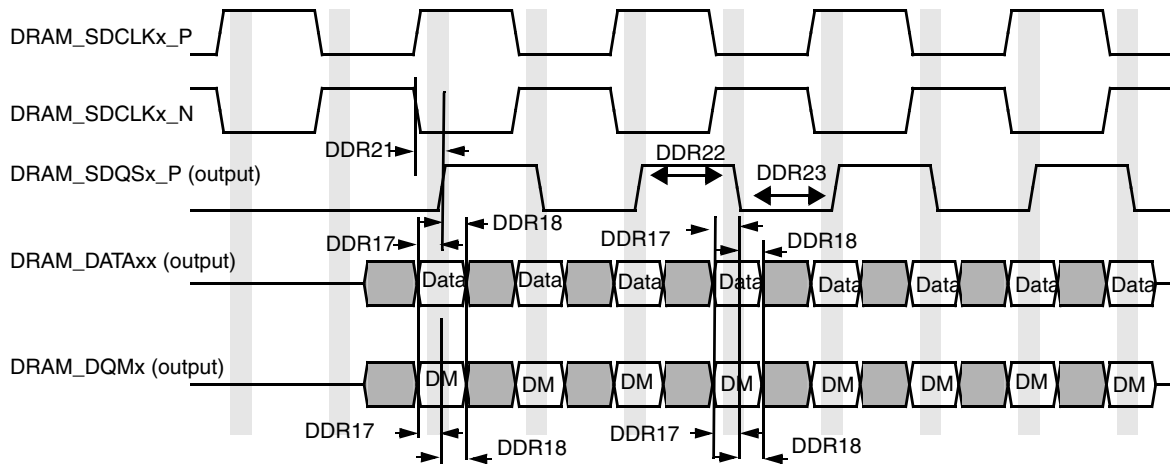 DRAM_SDCLKx_P
DRAM_SDCLKx_N
DDR21
DDR22
DRAM_SDQSx_P (output)
DDR23
DDR17
DDR18
DDR17
DDR18
DRAM_DATAxx (output)
Data Data Data Data Data Data Data Data
DRAM_DQMx (output)
DM DM DM DM DM DM DM DM
DDR17
DDR18
DDR17
DDR18